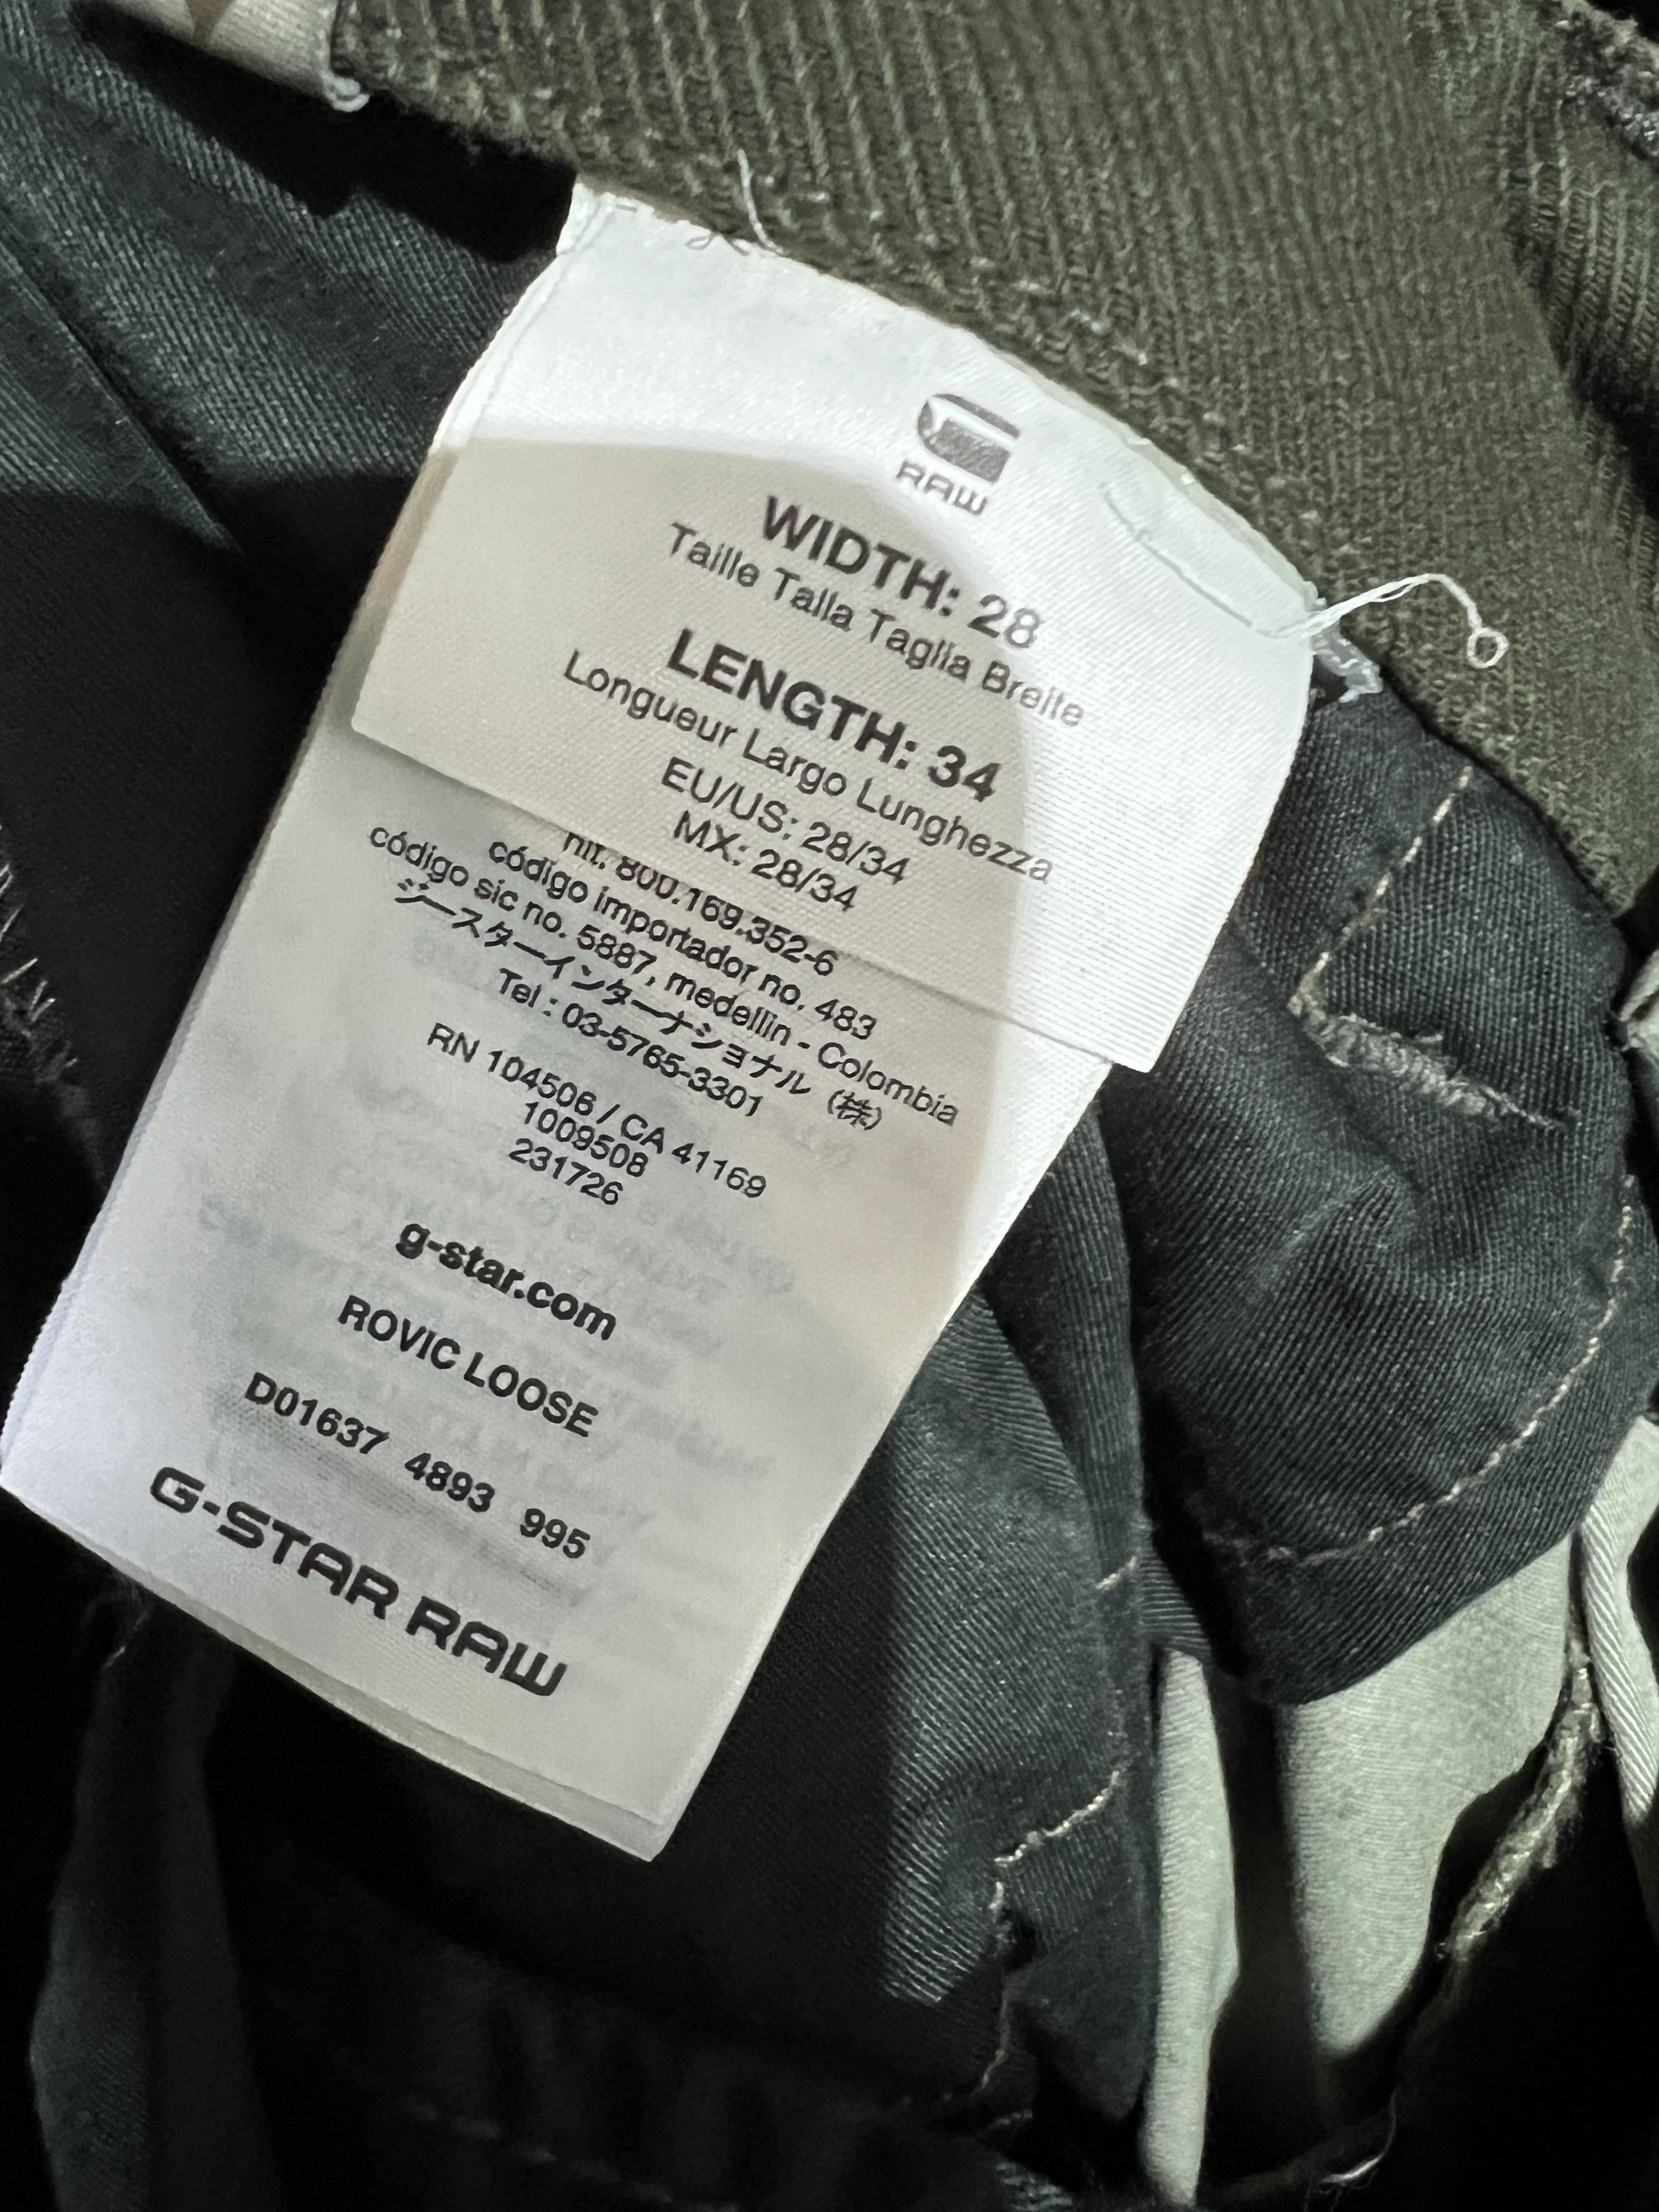 RAW
WIDTH: 28
Taille Talla Taglia Breite
LENGTH: 34
Longueur Largo Lunghezza
EU/US: 28/34
MX: 28/34
nit. 800.169.352-6
código importador no. 483
código sic no. 5887, medellin - Colombia
ジースターインターナショナル (株)
Tel : 03-5765-3301
RN 104506 / CA 41169
1009508
231726
g-star.com
ROVIC LOOSE
D01637 4893 995
G-STAR RAW